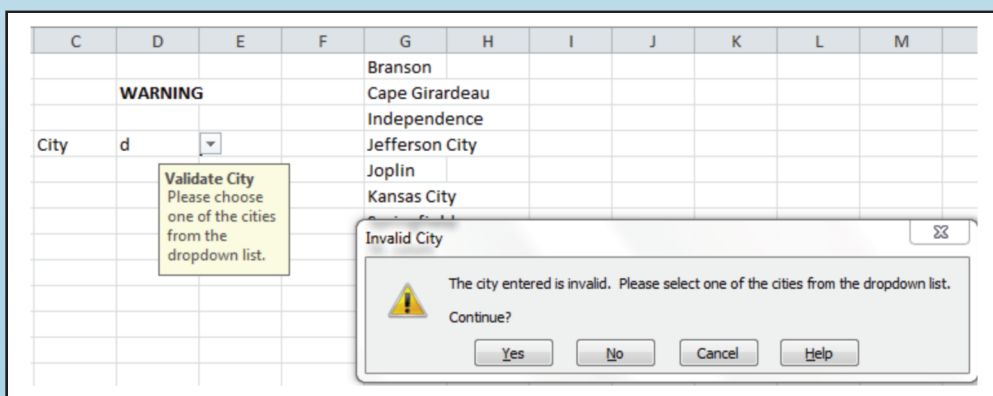 C D E F G H I J K L M
Branson
WARNING Cape Girardeau
Independence
City d Jefferson City
Joplin
Validate City
Please choose
one of the cities
from the
dropdown list.
Kansas City
Invalid City
The city entered is invalid. Please select one of the cities from the dropdown list.
Continue?
Yes No Cancel Help